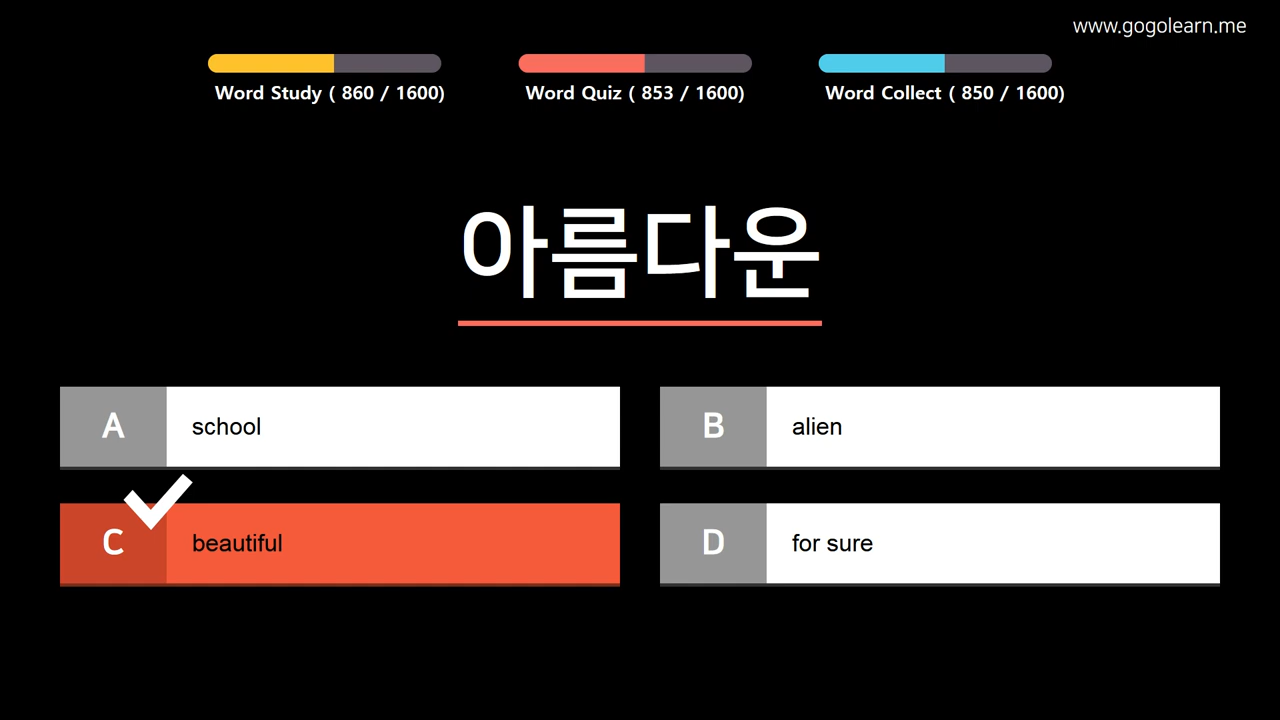 www.gogolearn.me
Word Study ( 860 / 1600)
Word Quiz ( 853 / 1600)
Word Collect ( 850 / 1600)
아름다운
A school
B alien
C beautiful
D for sure